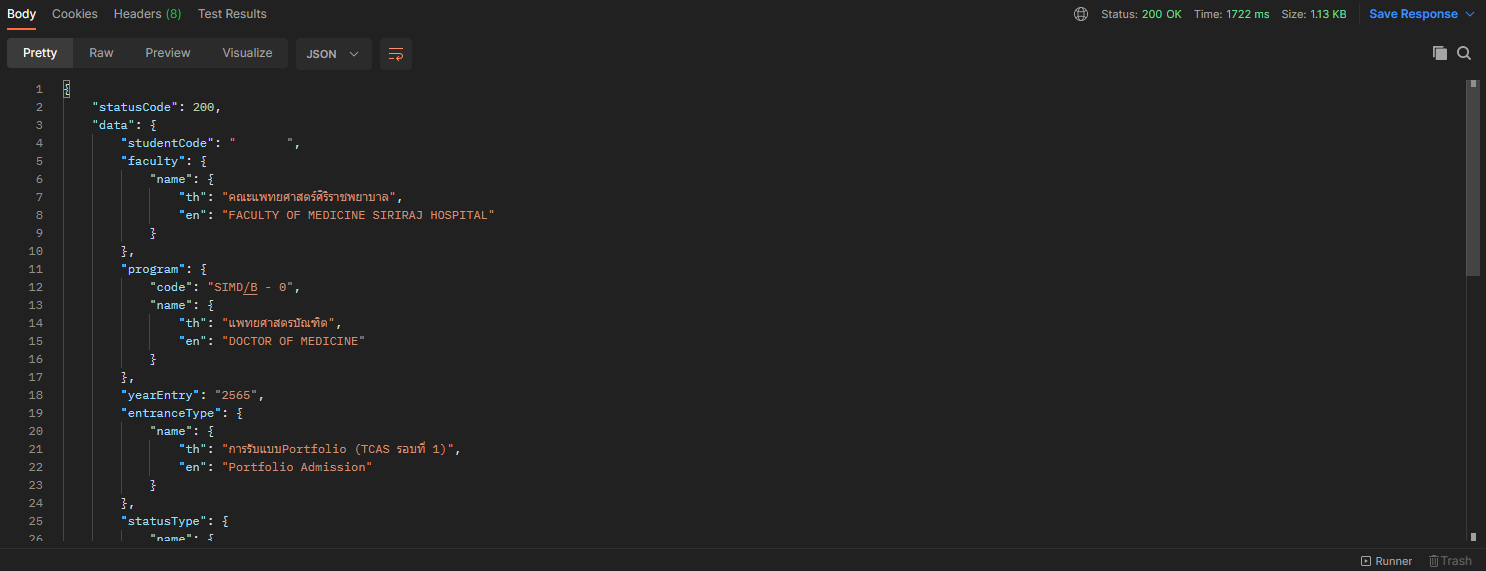 Body Cookies Headers (8) Test Results Status: 200 OK Time: 1722 ms Size: 1.13 KB Save Response
Pretty Raw Preview Visualize JSON
1 {
2 "statusCode": 200,
3 "data": {
4 "studentCode": " ",
5 "faculty": {
6 "name": {
7 "th": "คณะแพทยศาสตร์ศิริราชพยาบาล",
8 "en": "FACULTY OF MEDICINE SIRIRAJ HOSPITAL"
9 }
10 },
11 "program": {
12 "code": "SIMD/B - 0",
13 "name": {
14 "th": "แพทยศาสตรบัณฑิต",
15 "en": "DOCTOR OF MEDICINE"
16 }
17 },
18 "yearEntry": "2565",
19 "entranceType": {
20 "name": {
21 "th": "การรับแบบPortfolio (TCAS รอบที่ 1)",
22 "en": "Portfolio Admission"
23 }
24 },
25 "statusType": {
26 "name": {
Runner Trash